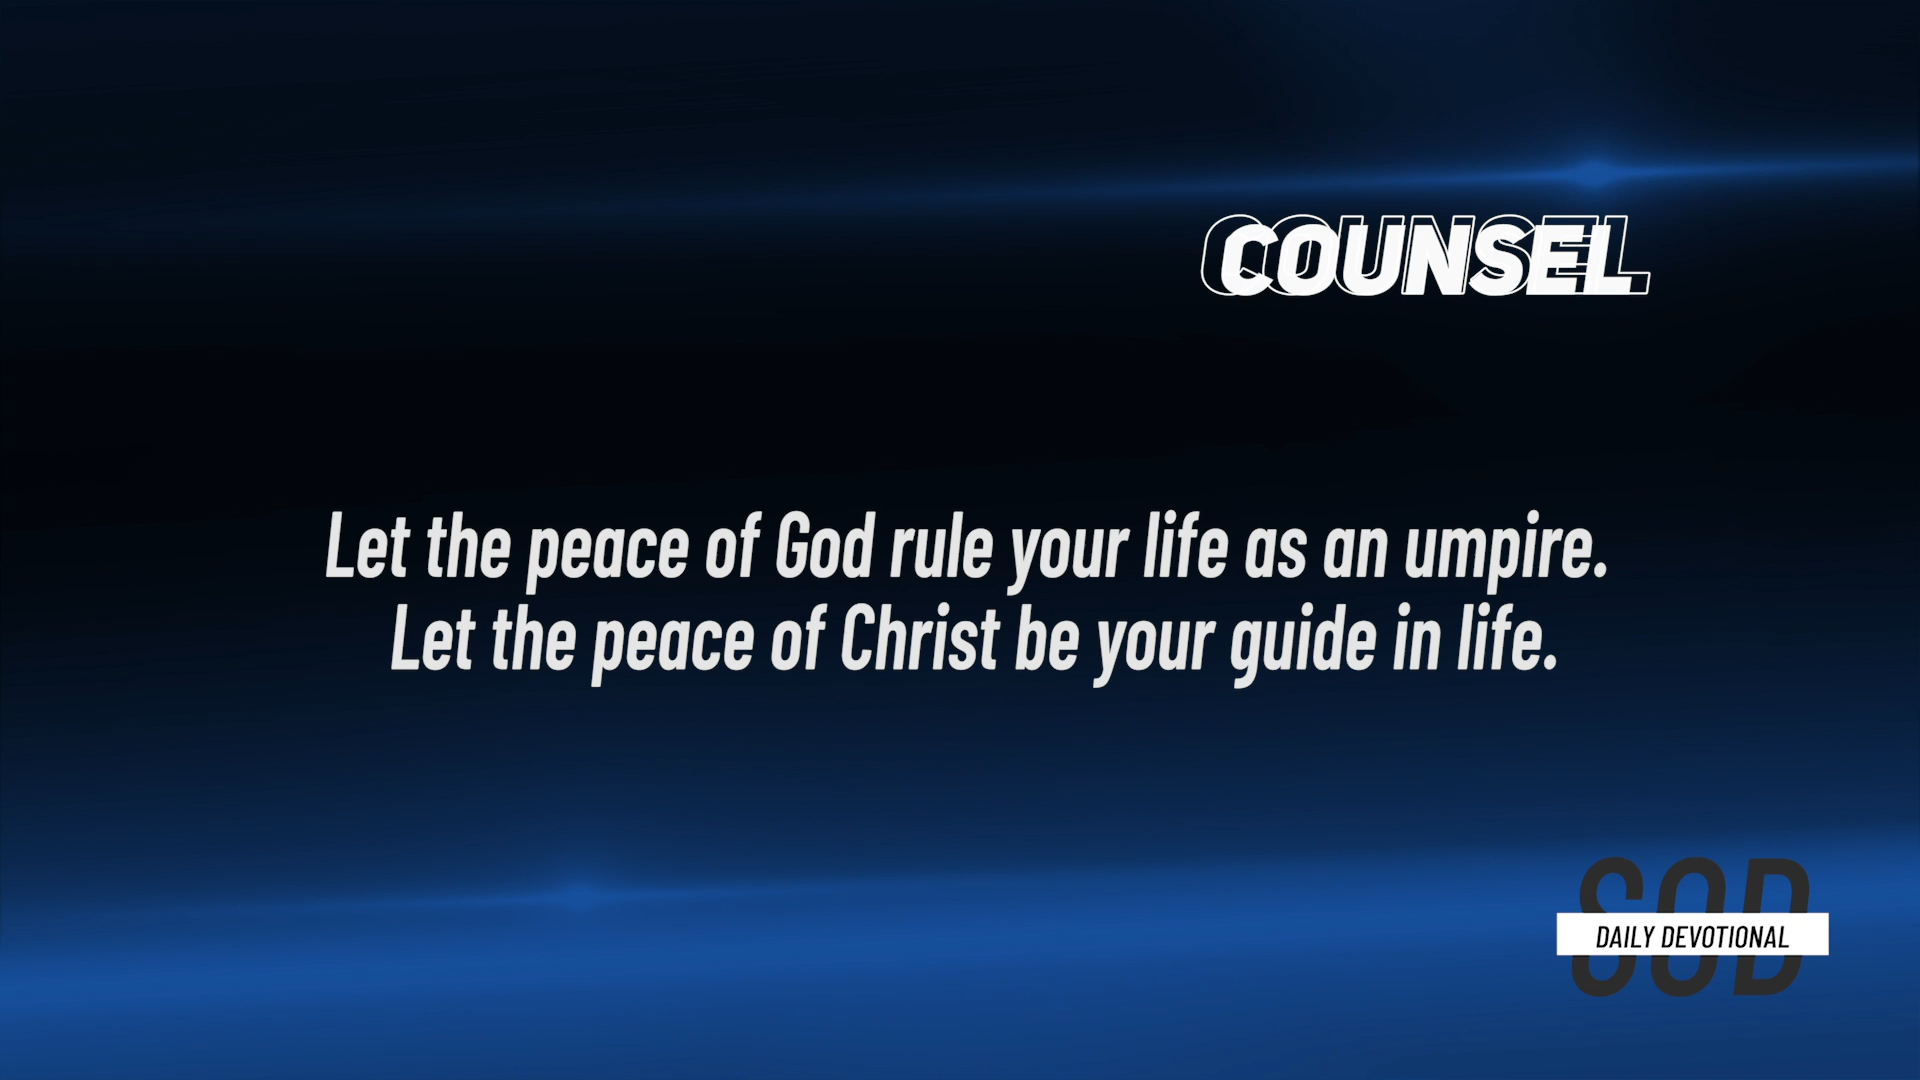 COUNSEL
Let the peace of God rule your life as an umpire.
Let the peace of Christ be your guide in life.
SOD
DAILY DEVOTIONAL